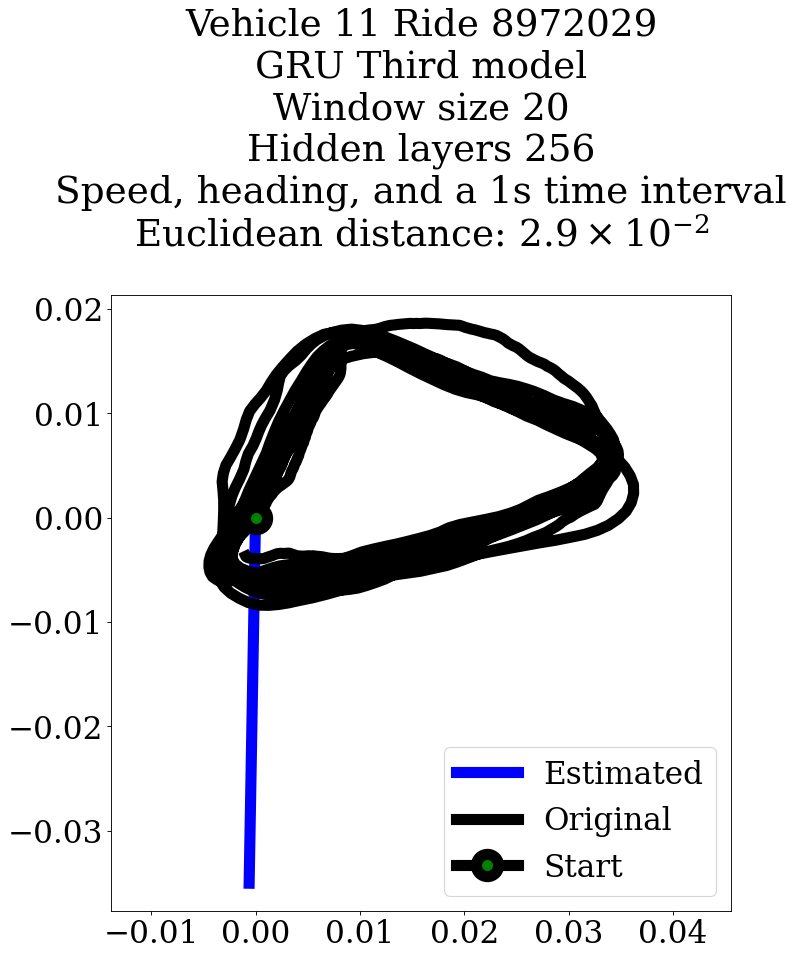 Vehicle 11 Ride 8972029
GRU Third model
Window size 20
Hidden layers 256
Speed, heading, and a 1s time interval
Euclidean distance: 2.9 × 10⁻²
0.02
0.01
0.00
−0.01
−0.02
−0.03
Estimated
Original
Start
−0.01 0.00 0.01 0.02 0.03 0.04